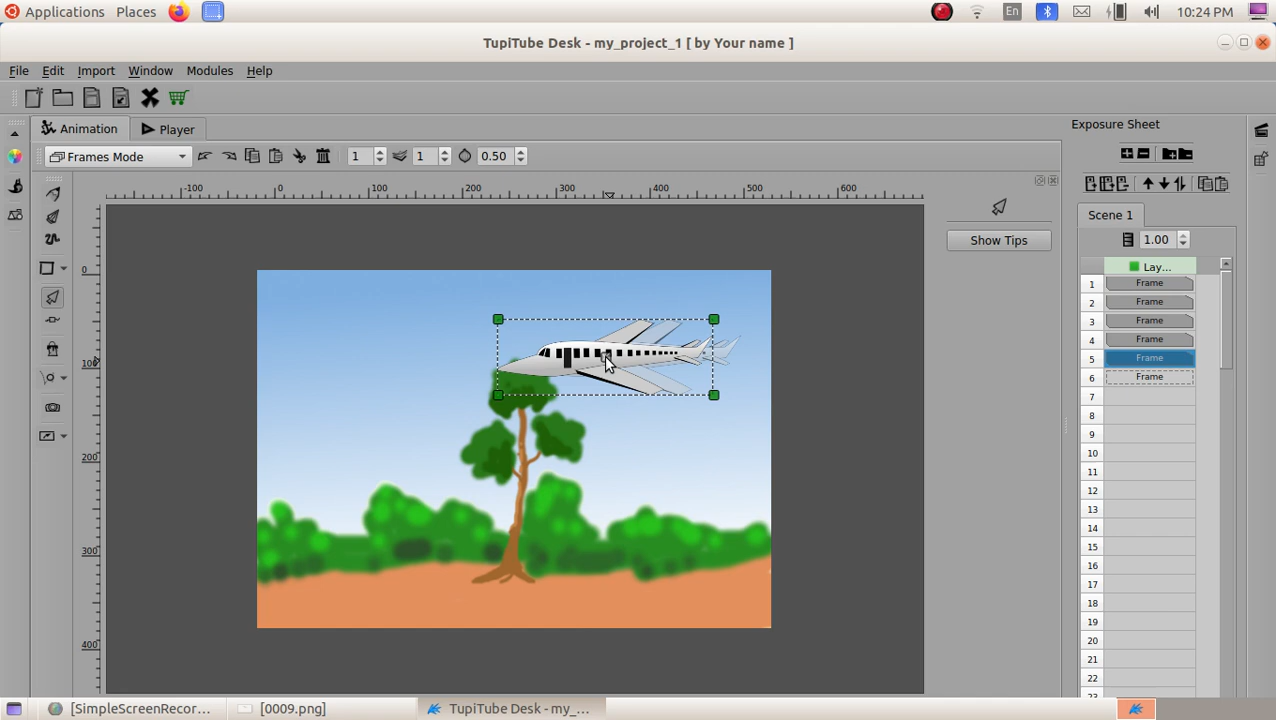 Applications Places En 10:24 PM
TupiTube Desk - my_project_1 [ by Your name ]
File Edit Import Window Modules Help
Animation Player
Exposure Sheet
Frames Mode 1 1 0.50
-100 0 100 200 300 400 500 600
Show Tips
Scene 1
1.00
Lay...
1 Frame
2 Frame
3 Frame
4 Frame
5 Frame
6 Frame
7
8
9
10
11
12
13
14
15
16
17
18
19
20
21
22
23
0
100
200
300
400
[SimpleScreenRecor... [0009.png] TupiTube Desk - my_...